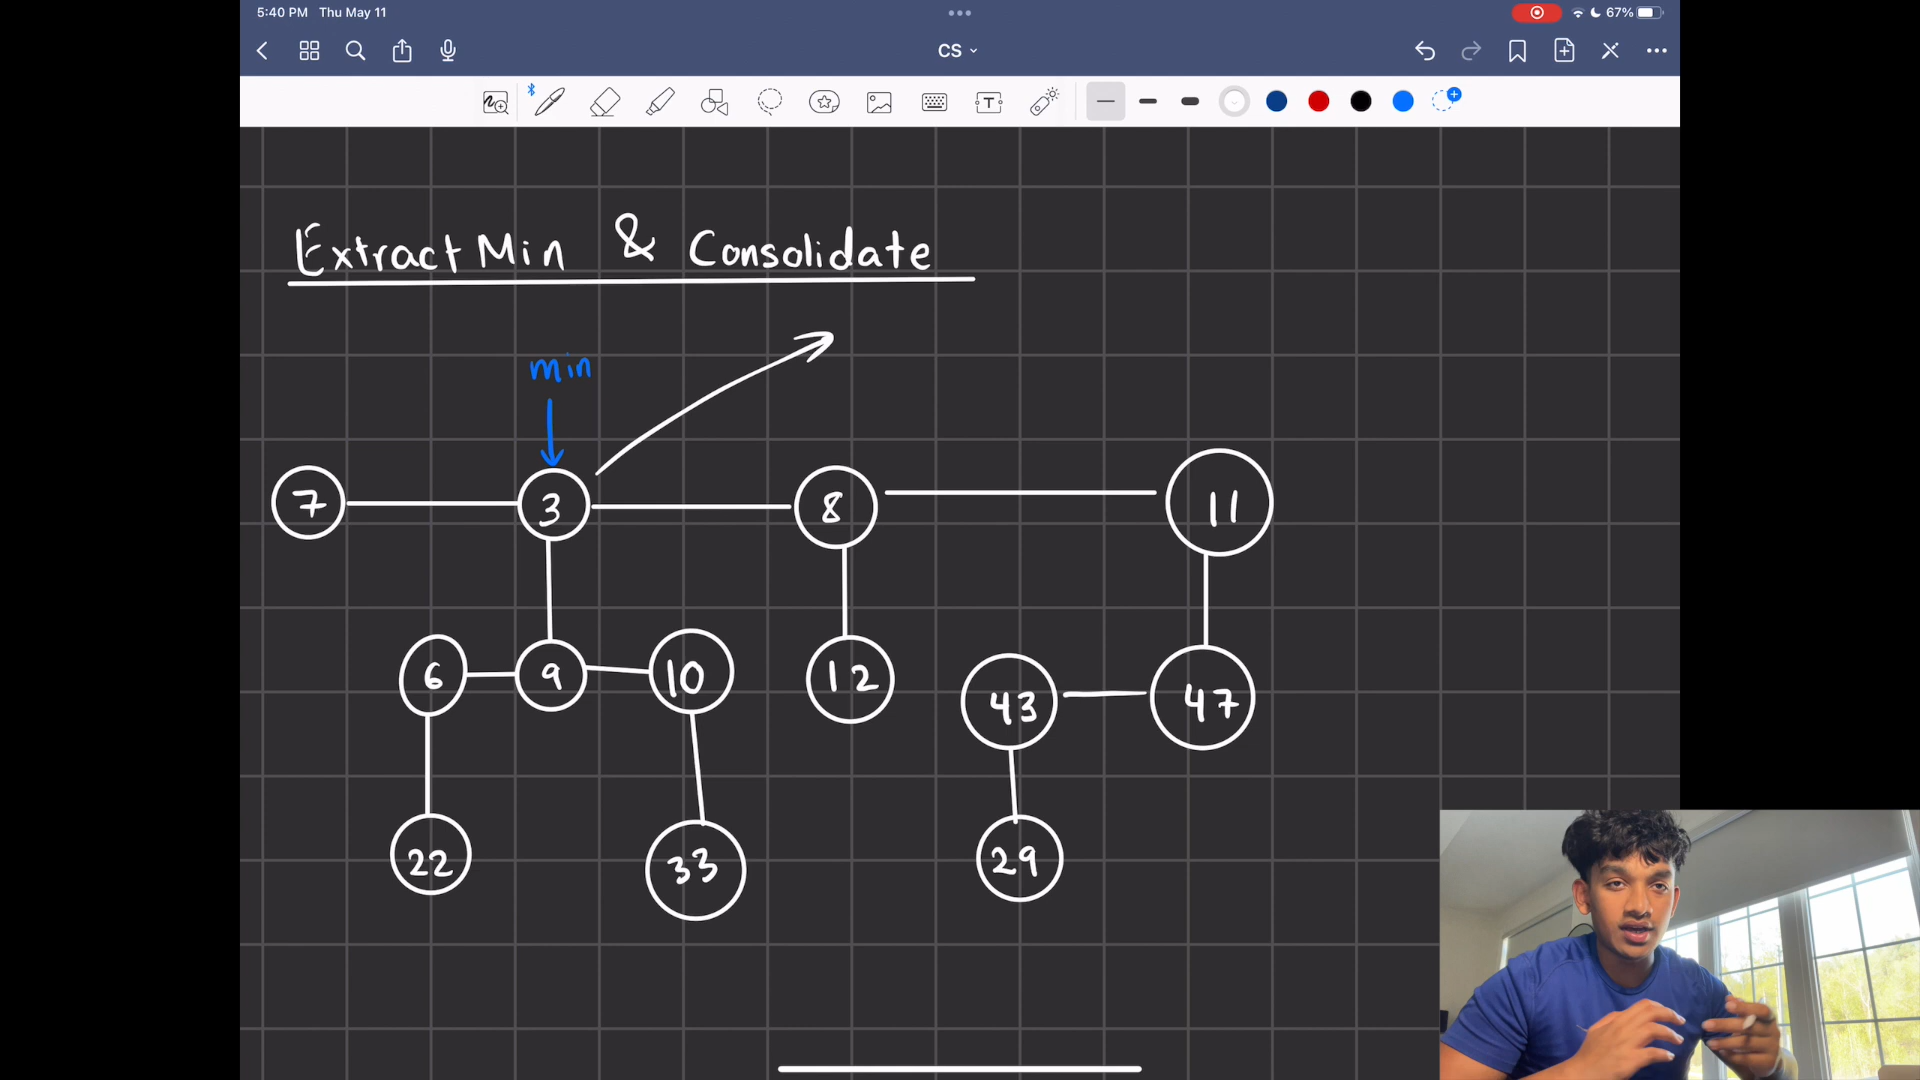 5:40 PM Thu May 11
67%
CS
T
Extract Min & Consolidate
min
7 3 8 11
6 9 10 12 43 47
22 33 29